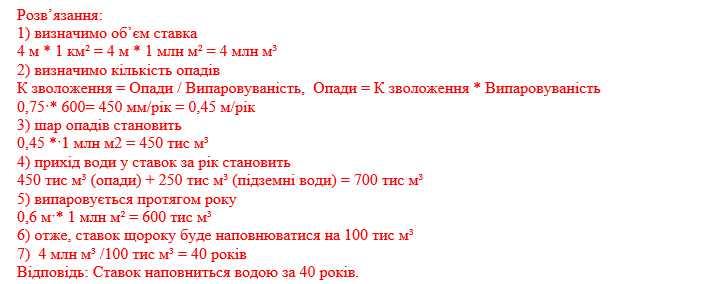 Розв’язання:
1) визначимо об’єм ставка
4 м * 1 км² = 4 м * 1 млн м² = 4 млн м³
2) визначимо кількість опадів
К зволоження = Опади / Випаровуваність,  Опади = К зволоження * Випаровуваність
0,75·* 600= 450 мм/рік = 0,45 м/рік
3) шар опадів становить
0,45 *·1 млн м2 = 450 тис м³
4) прихід води у ставок за рік становить
450 тис м³ (опади) + 250 тис м³ (підземні води) = 700 тис м³
5) випаровується протягом року
0,6 м·* 1 млн м² = 600 тис м³
6) отже, ставок щороку буде наповнюватися на 100 тис м³
7)  4 млн м³ /100 тис м³ = 40 років
Відповідь: Ставок наповниться водою за 40 років.